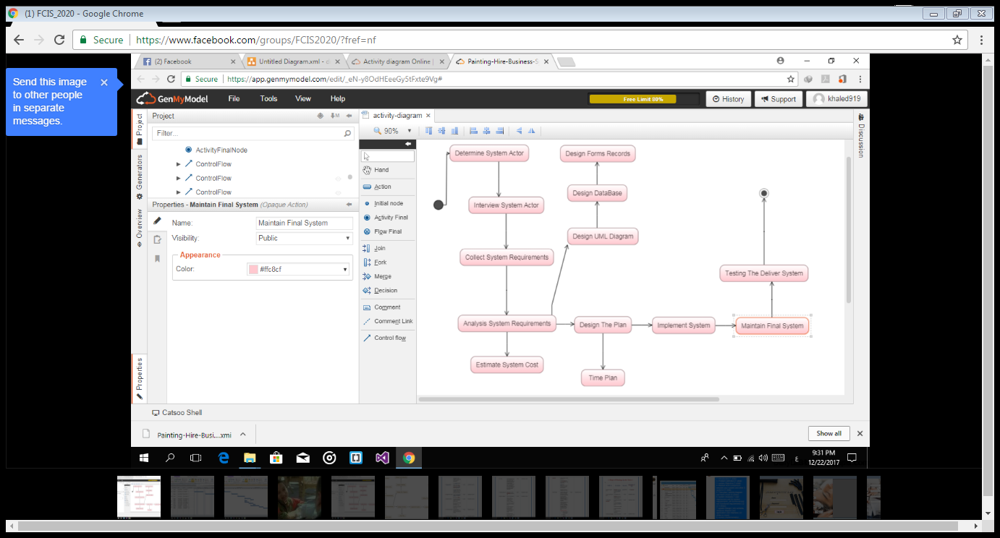 (1) FCIS_2020 - Google Chrome
Secure https://www.facebook.com/groups/FCIS2020/?fref=nf
Send this image
to other people
in separate
messages.
(2) Facebook
Untitled Diagram.xml - d
Activity diagram Online |
Painting-Hire-Business-S
Secure https://app.genmymodel.com/edit/_eN-y8OdHEeeGy5tFxte9Vg#
GenMyModel File Tools View Help Free Limit 80% History Support khaled919
Project
Project
Generators
Overview
Properties
Filter...
ActivityFinalNode
ControlFlow
ControlFlow
ControlFlow
Properties - Maintain Final System (Opaque Action)
Name: Maintain Final System
Visibility: Public
Appearance
Color: #ffc8cf
activity-diagram
90%
Hand
Action
Initial node
Activity Final
Flow Final
Join
Fork
Merge
Decision
Comment
Comment Link
Control flow
Determine System Actor
Design Forms Records
Interview System Actor
Design DataBase
Collect System Requirements
Design UML Diagram
Testing The Deliver System
Analysis System Requirements
Design The Plan
Implement System
Maintain Final System
Estimate System Cost
Time Plan
Discussion
Catsoo Shell
Painting-Hire-Busi....xmi
Show all
9:31 PM
ع
12/22/2017